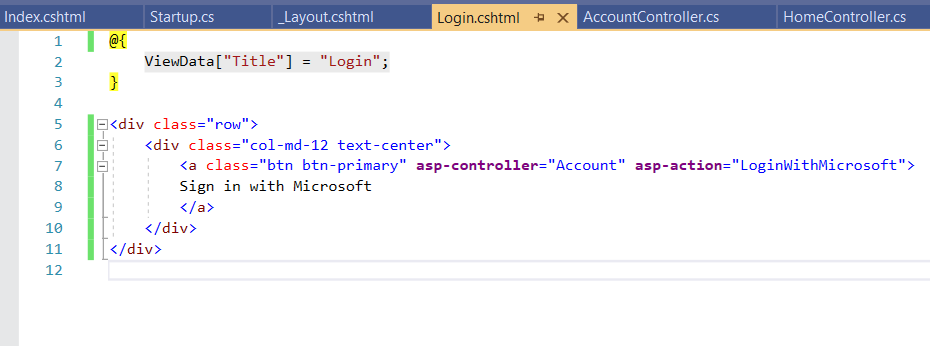 Index.cshtml Startup.cs _Layout.cshtml Login.cshtml AccountController.cs HomeController.cs
1 @{
2 ViewData["Title"] = "Login";
3 }
4
5 <div class="row">
6 <div class="col-md-12 text-center">
7 <a class="btn btn-primary" asp-controller="Account" asp-action="LoginWithMicrosoft">
8 Sign in with Microsoft
9 </a>
10 </div>
11 </div>
12